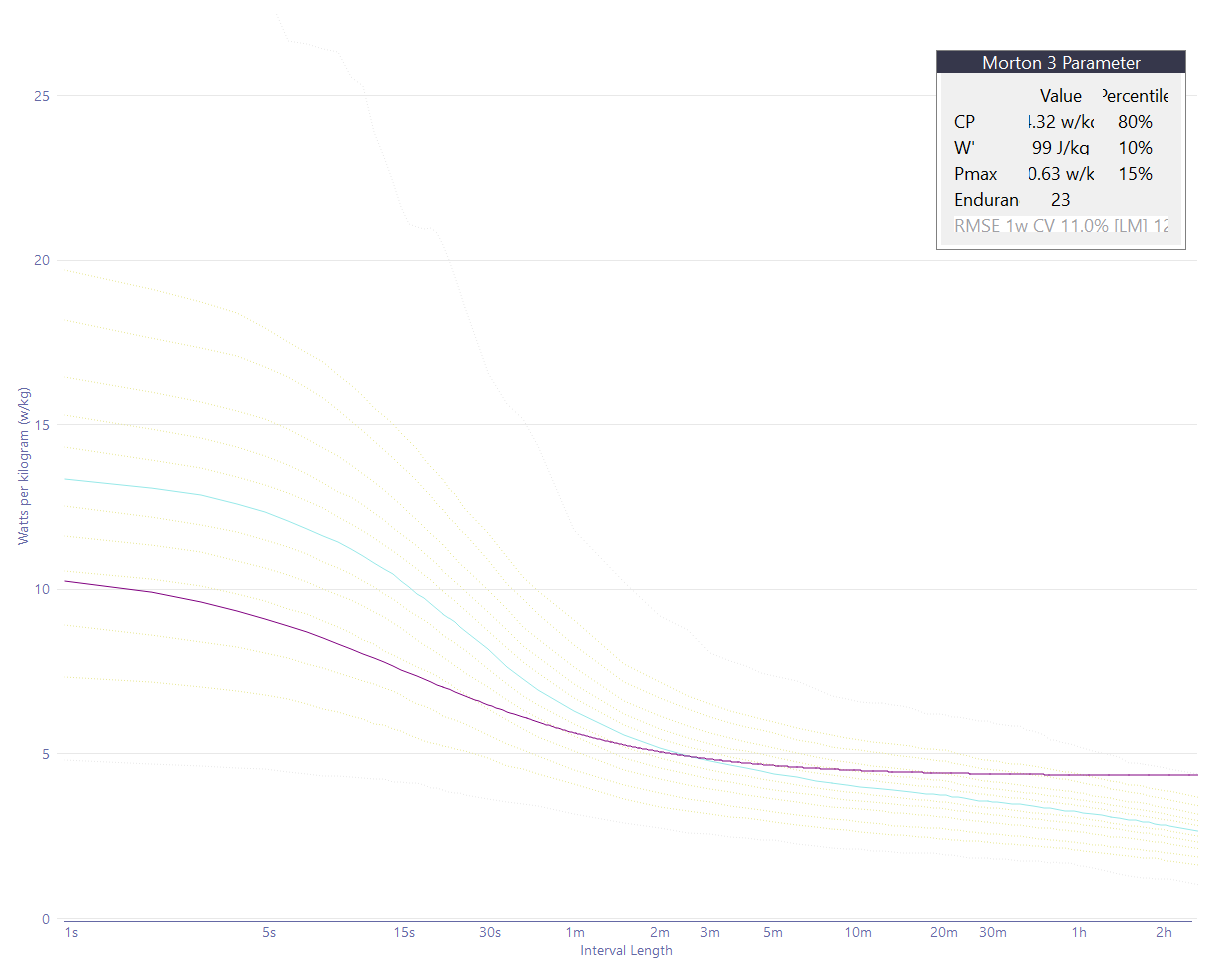 Morton 3 Parameter
Value Percentile
CP 4.32 w/kg 80%
W' 99 J/kg 10%
Pmax 0.63 w/k 15%
Enduran 23
RMSE 1w CV 11.0% [LM] 12
25
20
15
10
5
0
Watts per kilogram (w/kg)
1s 5s 15s 30s 1m 2m 3m 5m 10m 20m 30m 1h 2h
Interval Length